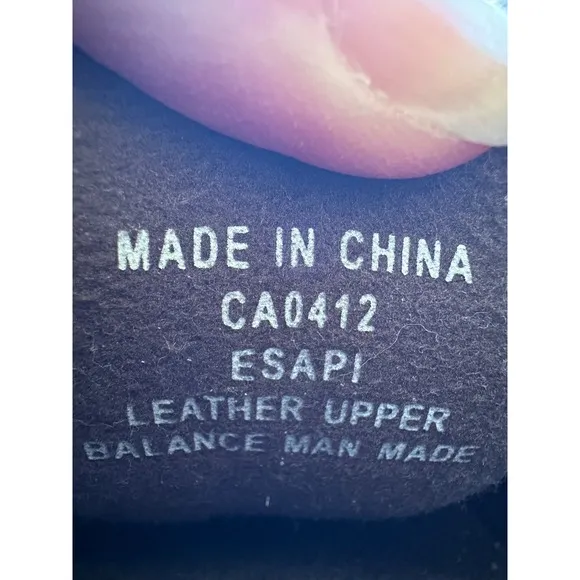 MADE IN CHINA
CA0412
ESAPI
LEATHER UPPER
BALANCE MAN MADE